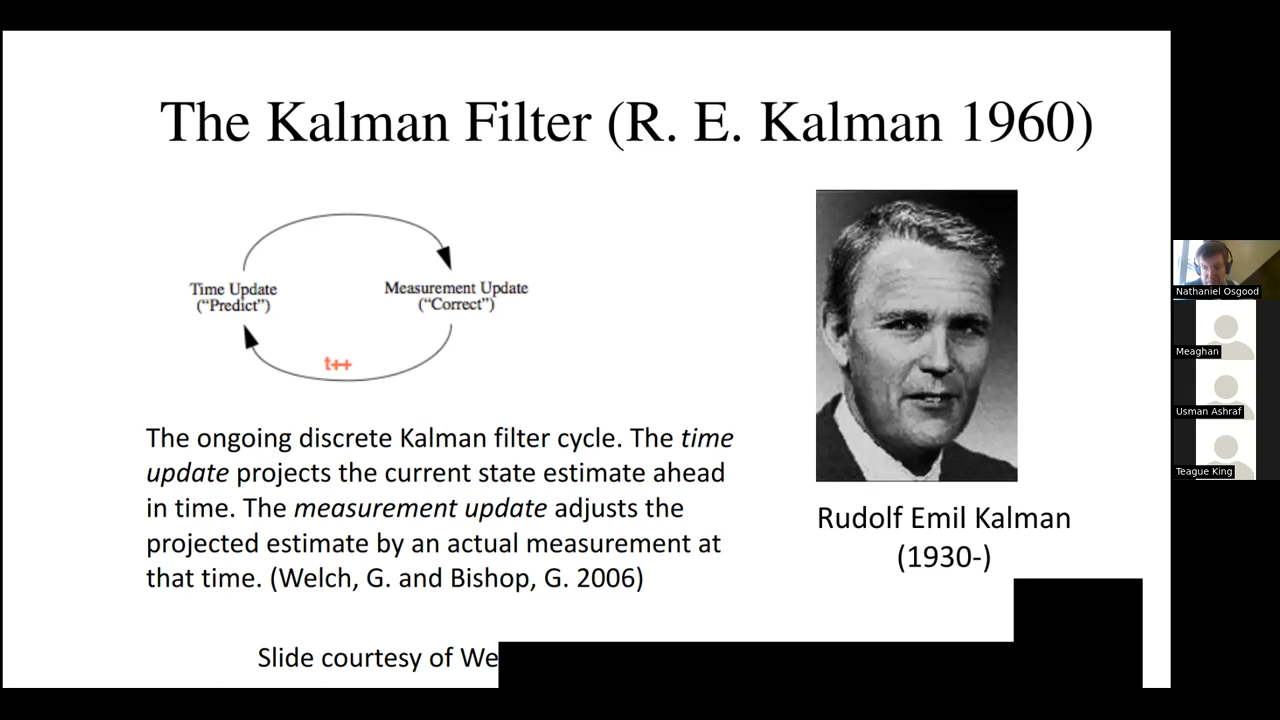 The Kalman Filter (R. E. Kalman 1960)
Time Update
("Predict")
Measurement Update
("Correct")
t++
The ongoing discrete Kalman filter cycle. The time
update projects the current state estimate ahead
in time. The measurement update adjusts the
projected estimate by an actual measurement at
that time. (Welch, G. and Bishop, G. 2006)
Rudolf Emil Kalman
(1930-)
Slide courtesy of
Nathaniel Osgood
Meaghan
Usman Ashraf
Teague King